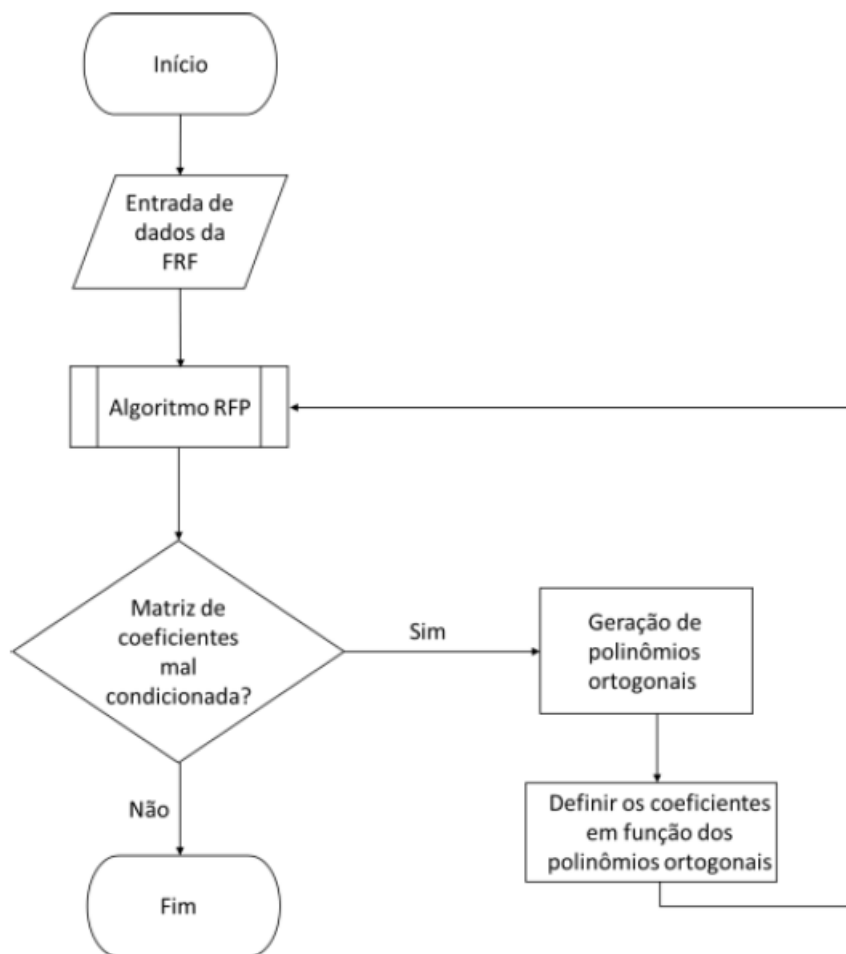 Início
Entrada de
dados da
FRF
Algoritmo RFP
Matriz de
coeficientes
mal
condicionada?
Sim
Geração de
polinômios
ortogonais
Não
Definir os coeficientes
em função dos
polinômios ortogonais
Fim